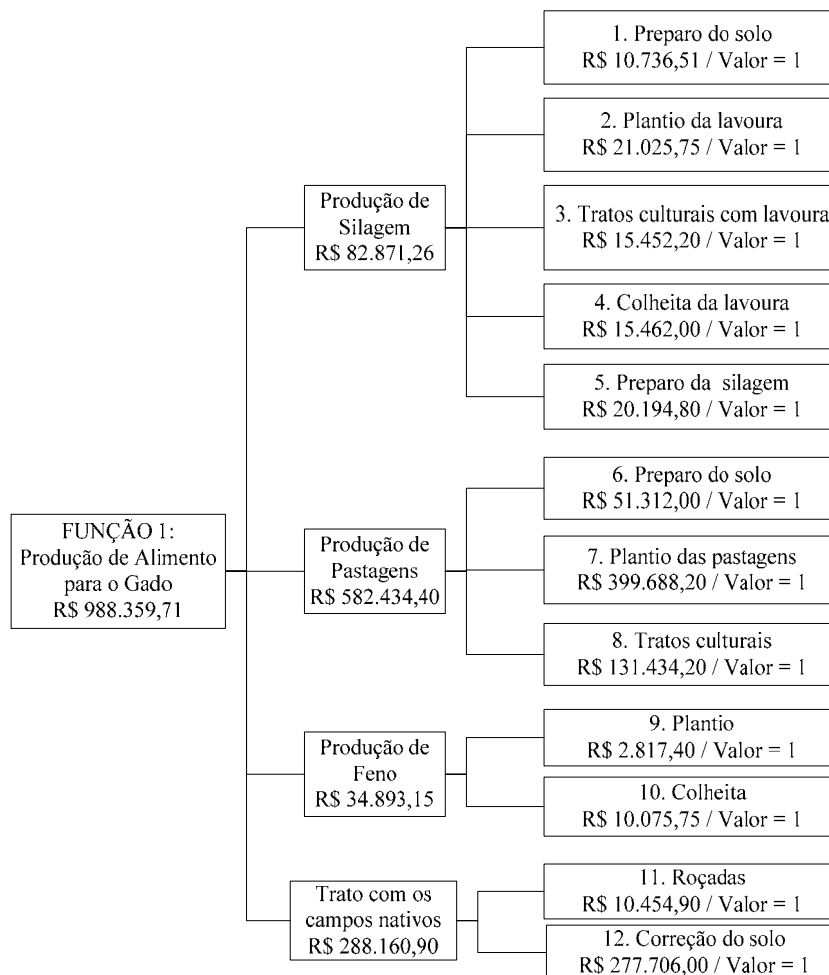 FUNÇÃO 1:
Produção de Alimento
para o Gado
R$ 988.359,71
Produção de
Silagem
R$ 82.871,26
1. Preparo do solo
R$ 10.736,51 / Valor = 1
2. Plantio da lavoura
R$ 21.025,75 / Valor = 1
3. Tratos culturais com lavoura
R$ 15.452,20 / Valor = 1
4. Colheita da lavoura
R$ 15.462,00 / Valor = 1
5. Preparo da silagem
R$ 20.194,80 / Valor = 1
Produção de
Pastagens
R$ 582.434,40
6. Preparo do solo
R$ 51.312,00 / Valor = 1
7. Plantio das pastagens
R$ 399.688,20 / Valor = 1
8. Tratos culturais
R$ 131.434,20 / Valor = 1
Produção de
Feno
R$ 34.893,15
9. Plantio
R$ 2.817,40 / Valor = 1
10. Colheita
R$ 10.075,75 / Valor = 1
Trato com os
campos nativos
R$ 288.160,90
11. Roçadas
R$ 10.454,90 / Valor = 1
12. Correção do solo
R$ 277.706,00 / Valor = 1